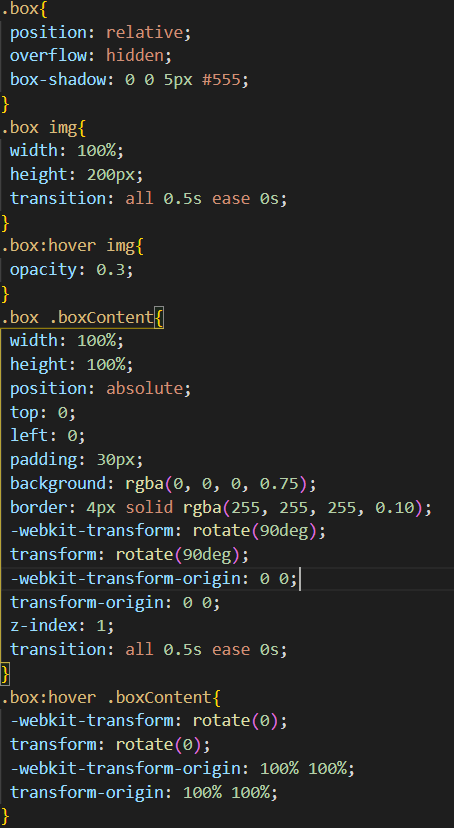 .box{
position: relative;
overflow: hidden;
box-shadow: 0 0 5px #555;
}
.box img{
width: 100%;
height: 200px;
transition: all 0.5s ease 0s;
}
.box:hover img{
opacity: 0.3;
}
.box .boxContent{
width: 100%;
height: 100%;
position: absolute;
top: 0;
left: 0;
padding: 30px;
background: rgba(0, 0, 0, 0.75);
border: 4px solid rgba(255, 255, 255, 0.10);
-webkit-transform: rotate(90deg);
transform: rotate(90deg);
-webkit-transform-origin: 0 0;
transform-origin: 0 0;
z-index: 1;
transition: all 0.5s ease 0s;
}
.box:hover .boxContent{
-webkit-transform: rotate(0);
transform: rotate(0);
-webkit-transform-origin: 100% 100%;
transform-origin: 100% 100%;
}